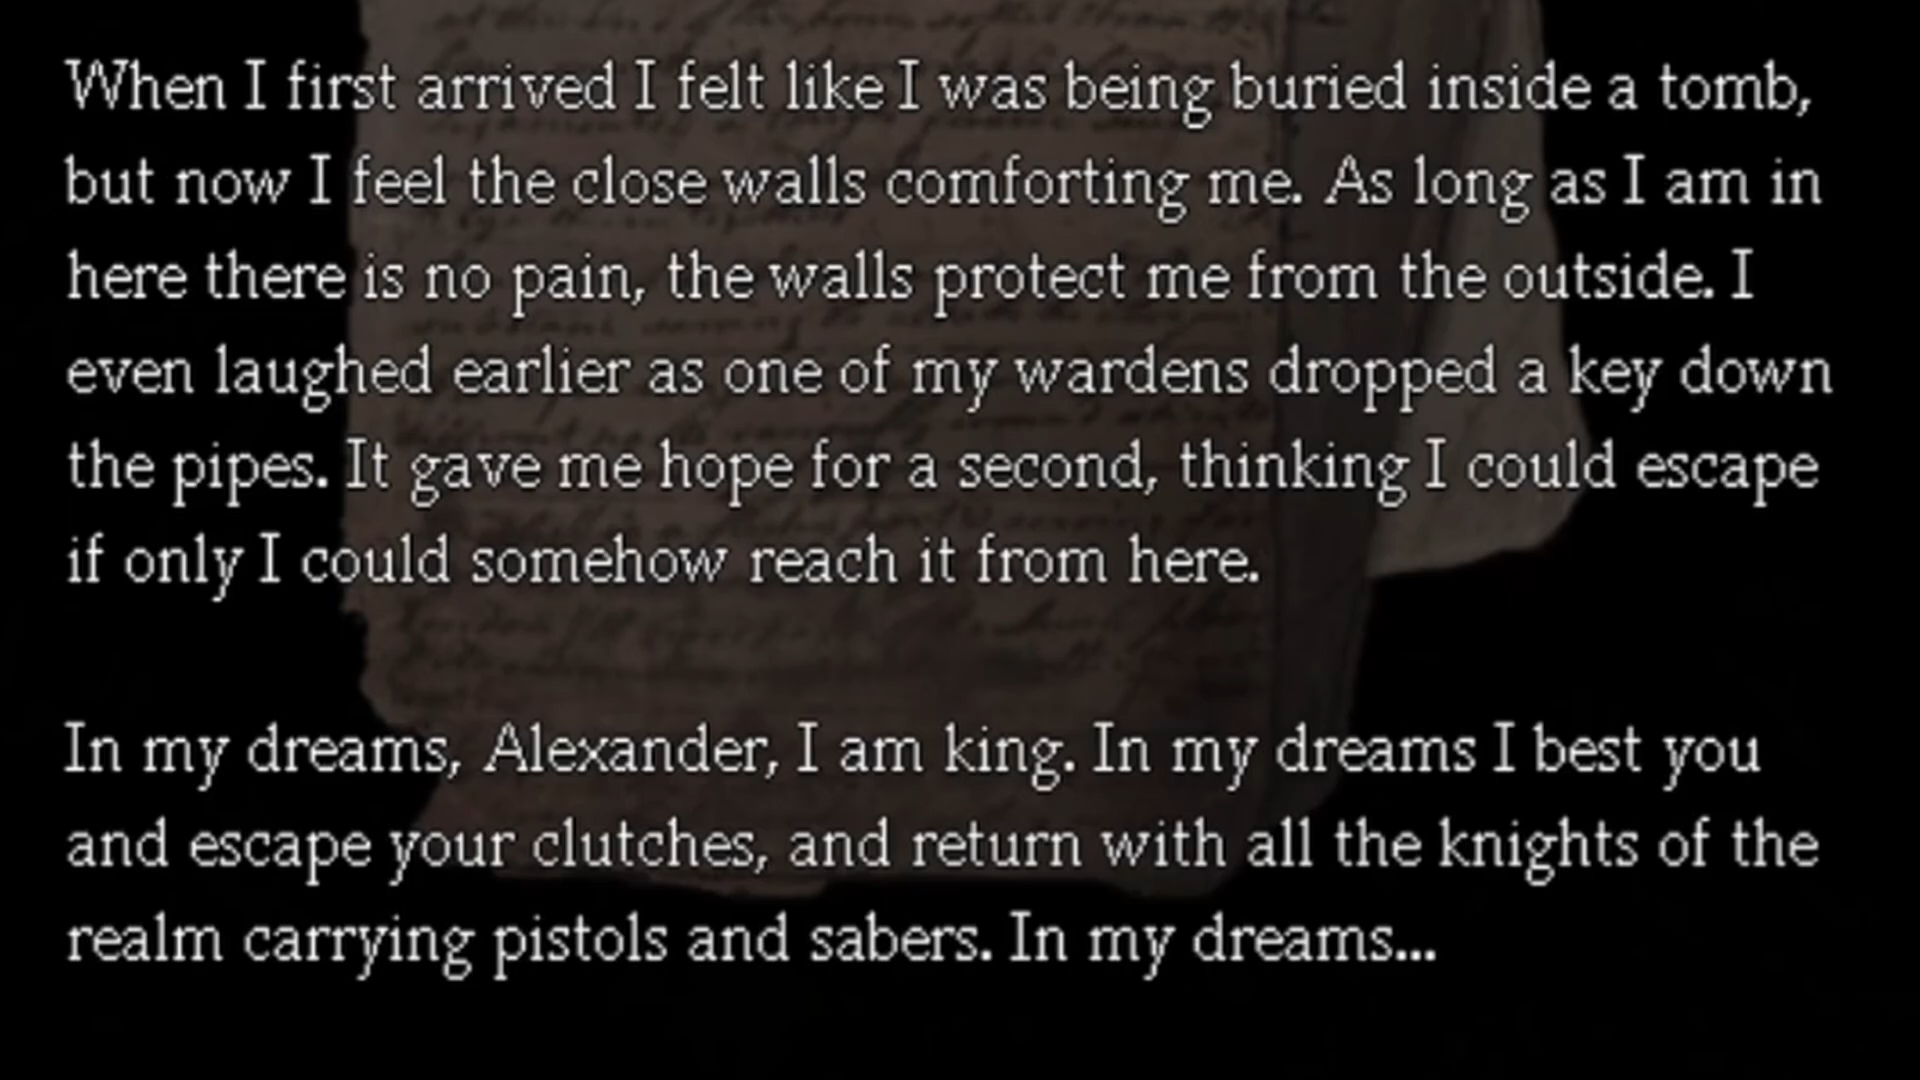 When I first arrived I felt like I was being buried inside a tomb,
but now I feel the close walls comforting me. As long as I am in
here there is no pain, the walls protect me from the outside. I
even laughed earlier as one of my wardens dropped a key down
the pipes. It gave me hope for a second, thinking I could escape
if only I could somehow reach it from here.
In my dreams, Alexander, I am king. In my dreams I best you
and escape your clutches, and return with all the knights of the
realm carrying pistols and sabers. In my dreams...